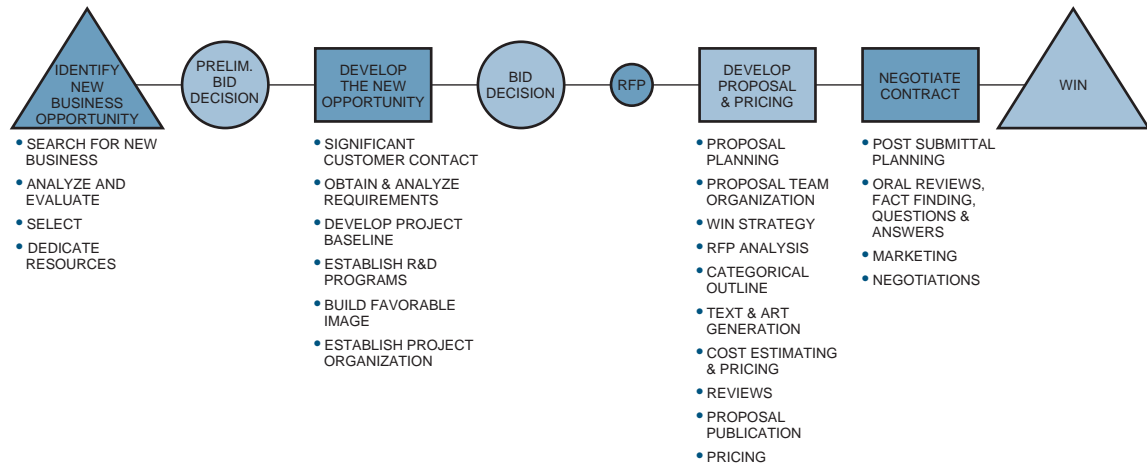 IDENTIFY
NEW
BUSINESS
OPPORTUNITY
PRELIM.
BID
DECISION
DEVELOP
THE NEW
OPPORTUNITY
BID
DECISION
RFP
DEVELOP
PROPOSAL
& PRICING
NEGOTIATE
CONTRACT
WIN
• SEARCH FOR NEW
BUSINESS
• ANALYZE AND
EVALUATE
• SELECT
• DEDICATE
RESOURCES
• SIGNIFICANT
CUSTOMER CONTACT
• OBTAIN & ANALYZE
REQUIREMENTS
• DEVELOP PROJECT
BASELINE
• ESTABLISH R&D
PROGRAMS
• BUILD FAVORABLE
IMAGE
• ESTABLISH PROJECT
ORGANIZATION
• PROPOSAL
PLANNING
• PROPOSAL TEAM
ORGANIZATION
• WIN STRATEGY
• RFP ANALYSIS
• CATEGORICAL
OUTLINE
• TEXT & ART
GENERATION
• COST ESTIMATING
& PRICING
• REVIEWS
• PROPOSAL
PUBLICATION
• PRICING
• POST SUBMITTAL
PLANNING
• ORAL REVIEWS,
FACT FINDING,
QUESTIONS &
ANSWERS
• MARKETING
• NEGOTIATIONS